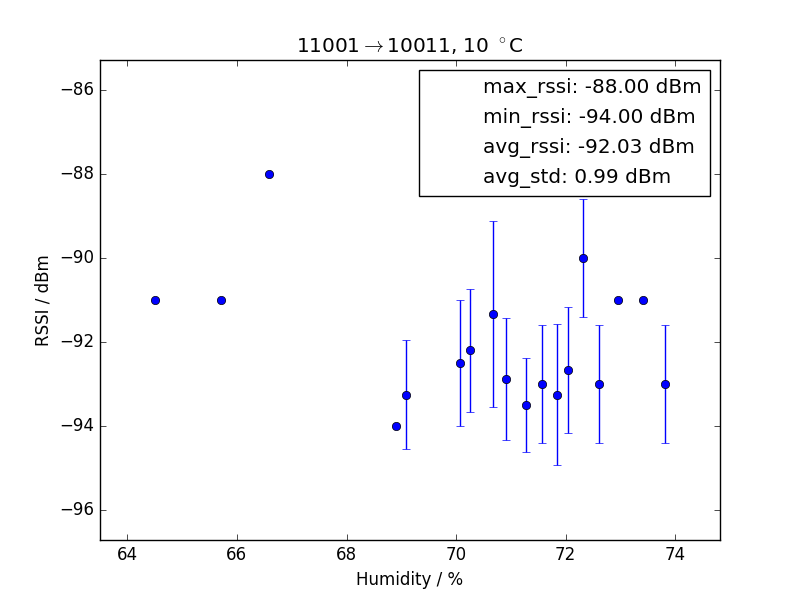 11001→10011, 10 °C
max_rssi: -88.00 dBm
min_rssi: -94.00 dBm
avg_rssi: -92.03 dBm
avg_std: 0.99 dBm
RSSI / dBm
−86
−88
−90
−92
−94
−96
64 66 68 70 72 74
Humidity / %